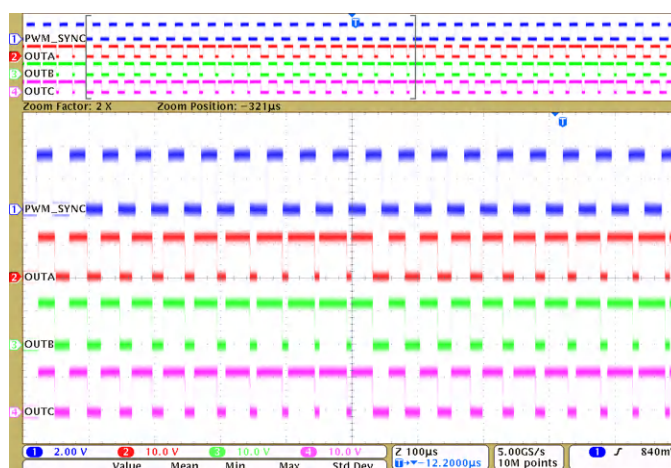 1 PWM_SYNC
2 OUTA
3 OUTB
4 OUTC
Zoom Factor: 2 X Zoom Position: −321µs
T
1 PWM_SYNC
2 OUTA
3 OUTB
4 OUTC
1 2.00 V 2 10.0 V 3 10.0 V 4 10.0 V Z 100µs 5.00GS/s 1 840m
T→▼−12.2000µs 10M points
Value Mean Min Max Std Dev